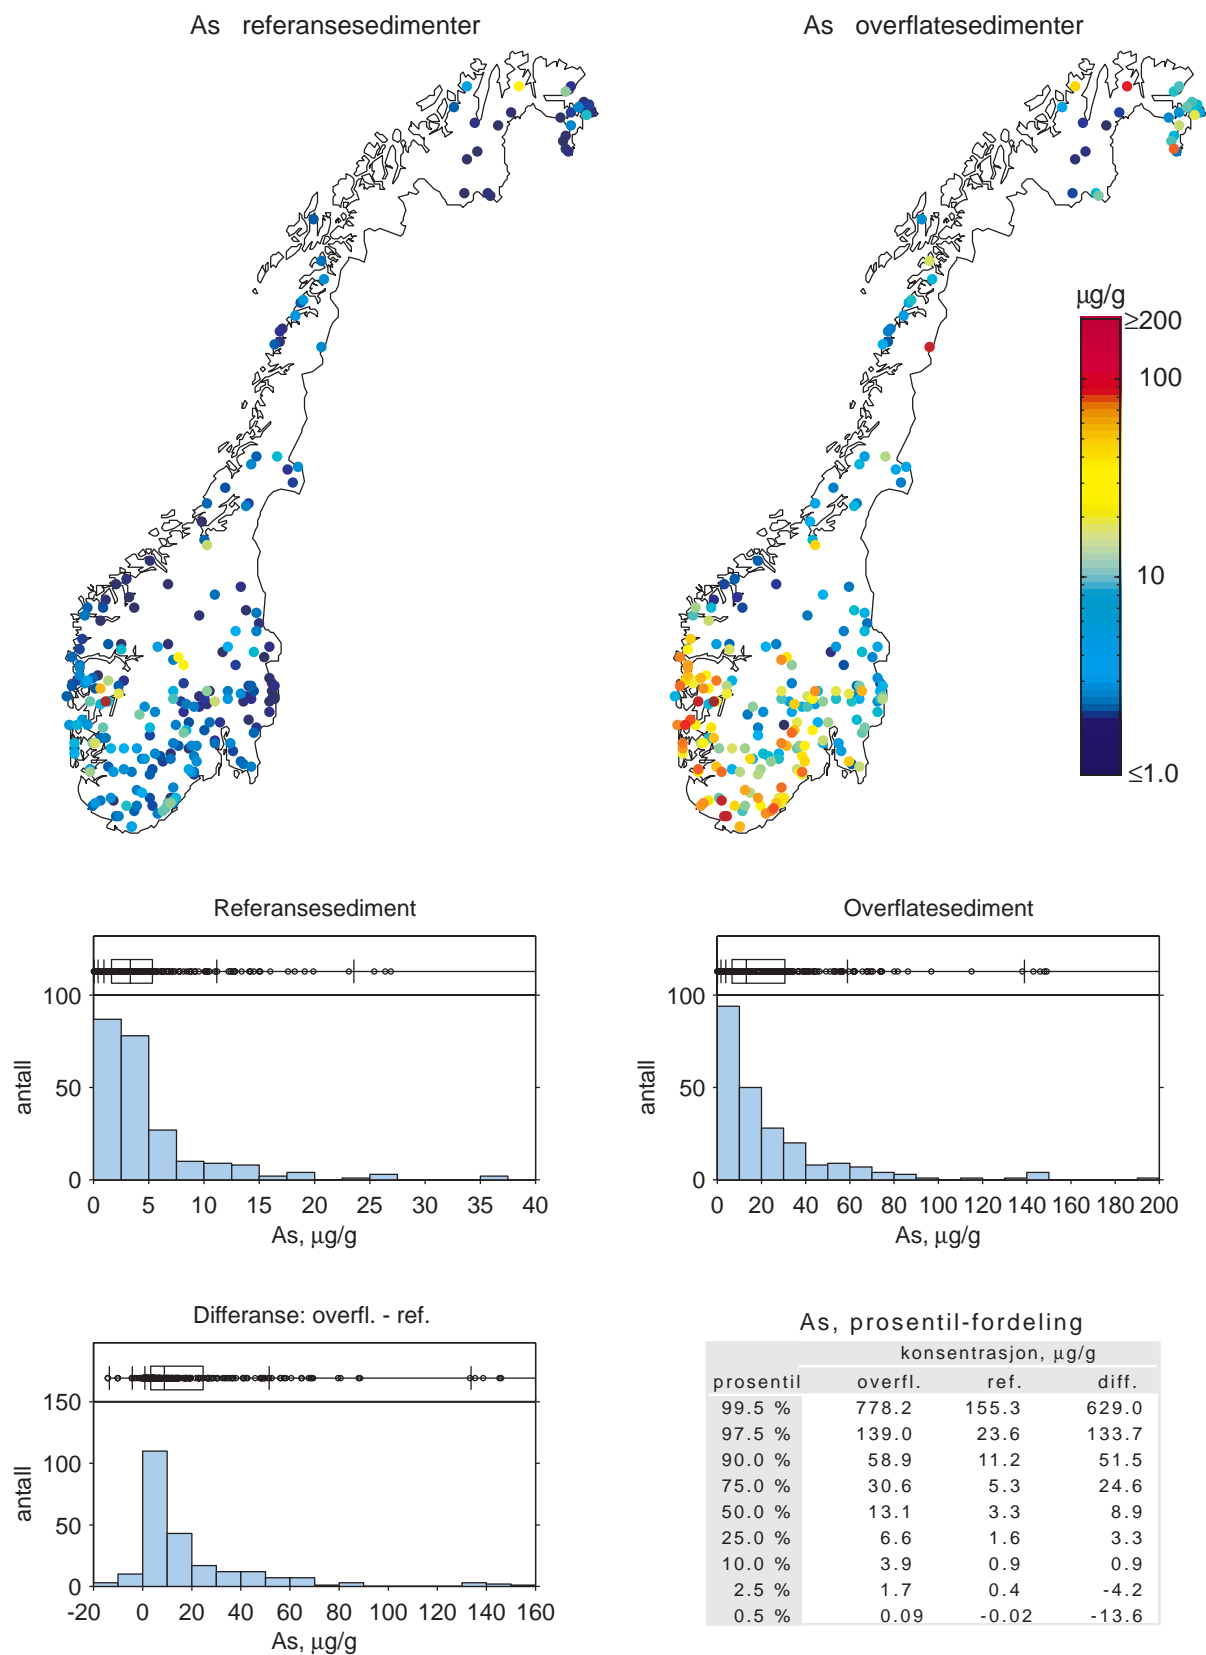 As referansesedimenter
As overflatesedimenter
µg/g
≥200
100
10
≤1.0
Referansesediment
100
50
0
antall
0 5 10 15 20 25 30 35 40
As, µg/g
Overflatesediment
100
50
0
antall
0 20 40 60 80 100 120 140 160 180 200
As, µg/g
Differanse: overfl. - ref.
150
100
50
0
antall
-20 0 20 40 60 80 100 120 140 160
As, µg/g
As, prosentil-fordeling
konsentrasjon, µg/g
prosentil overfl. ref. diff.
99.5 % 778.2 155.3 629.0
97.5 % 139.0 23.6 133.7
90.0 % 58.9 11.2 51.5
75.0 % 30.6 5.3 24.6
50.0 % 13.1 3.3 8.9
25.0 % 6.6 1.6 3.3
10.0 % 3.9 0.9 0.9
2.5 % 1.7 0.4 -4.2
0.5 % 0.09 -0.02 -13.6